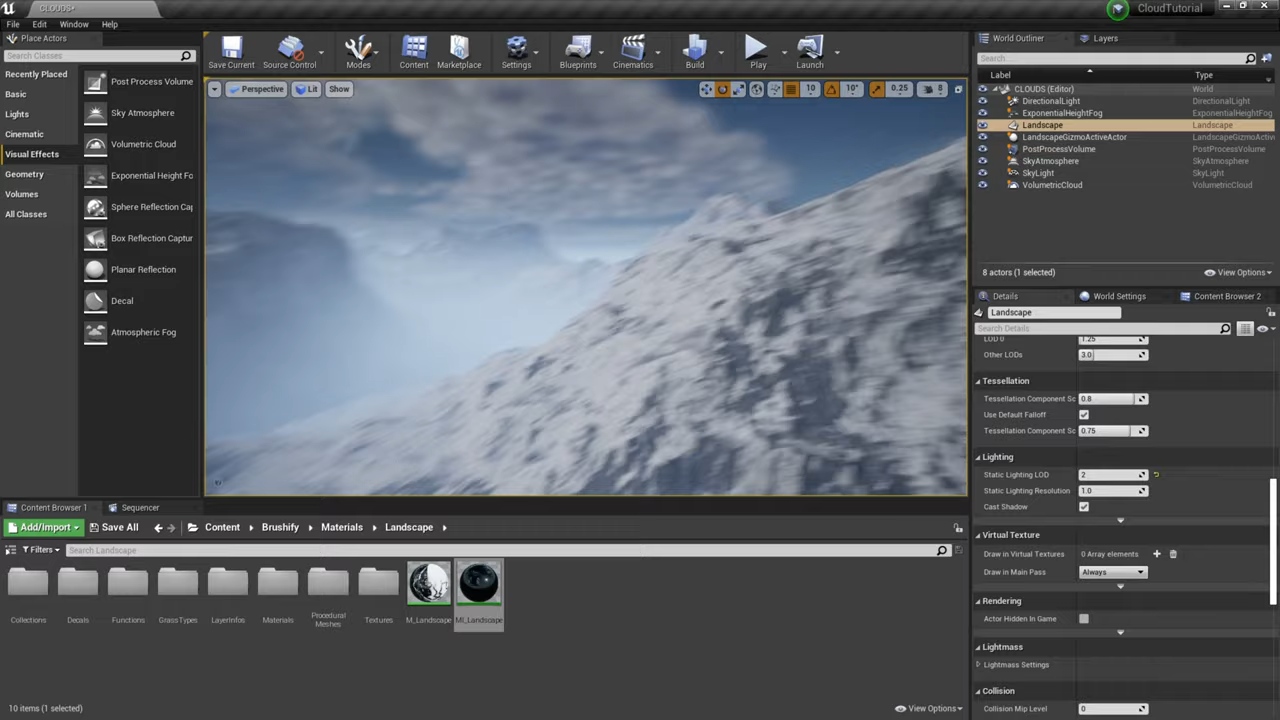 CLOUDS*
CloudTutorial
File Edit Window Help
Place Actors
Search Classes
Recently Placed
Basic
Lights
Cinematic
Visual Effects
Geometry
Volumes
All Classes
Post Process Volume
Sky Atmosphere
Volumetric Cloud
Exponential Height Fo
Sphere Reflection Cap
Box Reflection Captur
Planar Reflection
Decal
Atmospheric Fog
Save Current Source Control Modes Content Marketplace Settings Blueprints Cinematics Build Play Launch
Perspective Lit Show 10 10° 0.25 8
World Outliner Layers
Search...
Label Type
CLOUDS (Editor) World
DirectionalLight DirectionalLight
ExponentialHeightFog ExponentialHeightFog
Landscape Landscape
LandscapeGizmoActiveActor LandscapeGizmoActiv
PostProcessVolume PostProcessVolume
SkyAtmosphere SkyAtmosphere
SkyLight SkyLight
VolumetricCloud VolumetricCloud
8 actors (1 selected) View Options
Details World Settings Content Browser 2
Landscape
Search Details
LOD 0 1.25
Other LODs 3.0
Tessellation
Tessellation Component Sc 0.8
Use Default Falloff
Tessellation Component Sc 0.75
Lighting
Static Lighting LOD 2
Static Lighting Resolution 1.0
Cast Shadow
Virtual Texture
Draw in Virtual Textures 0 Array elements
Draw in Main Pass Always
Rendering
Actor Hidden In Game
Lightmass
Lightmass Settings
Collision
Collision Mip Level 0
Content Browser 1 Sequencer
Add/Import Save All Content Brushify Materials Landscape
Filters Search Landscape
Collections Decals Functions GrassTypes LayerInfos Materials Procedural Meshes Textures M_Landscape MI_Landscape
10 items (1 selected) View Options